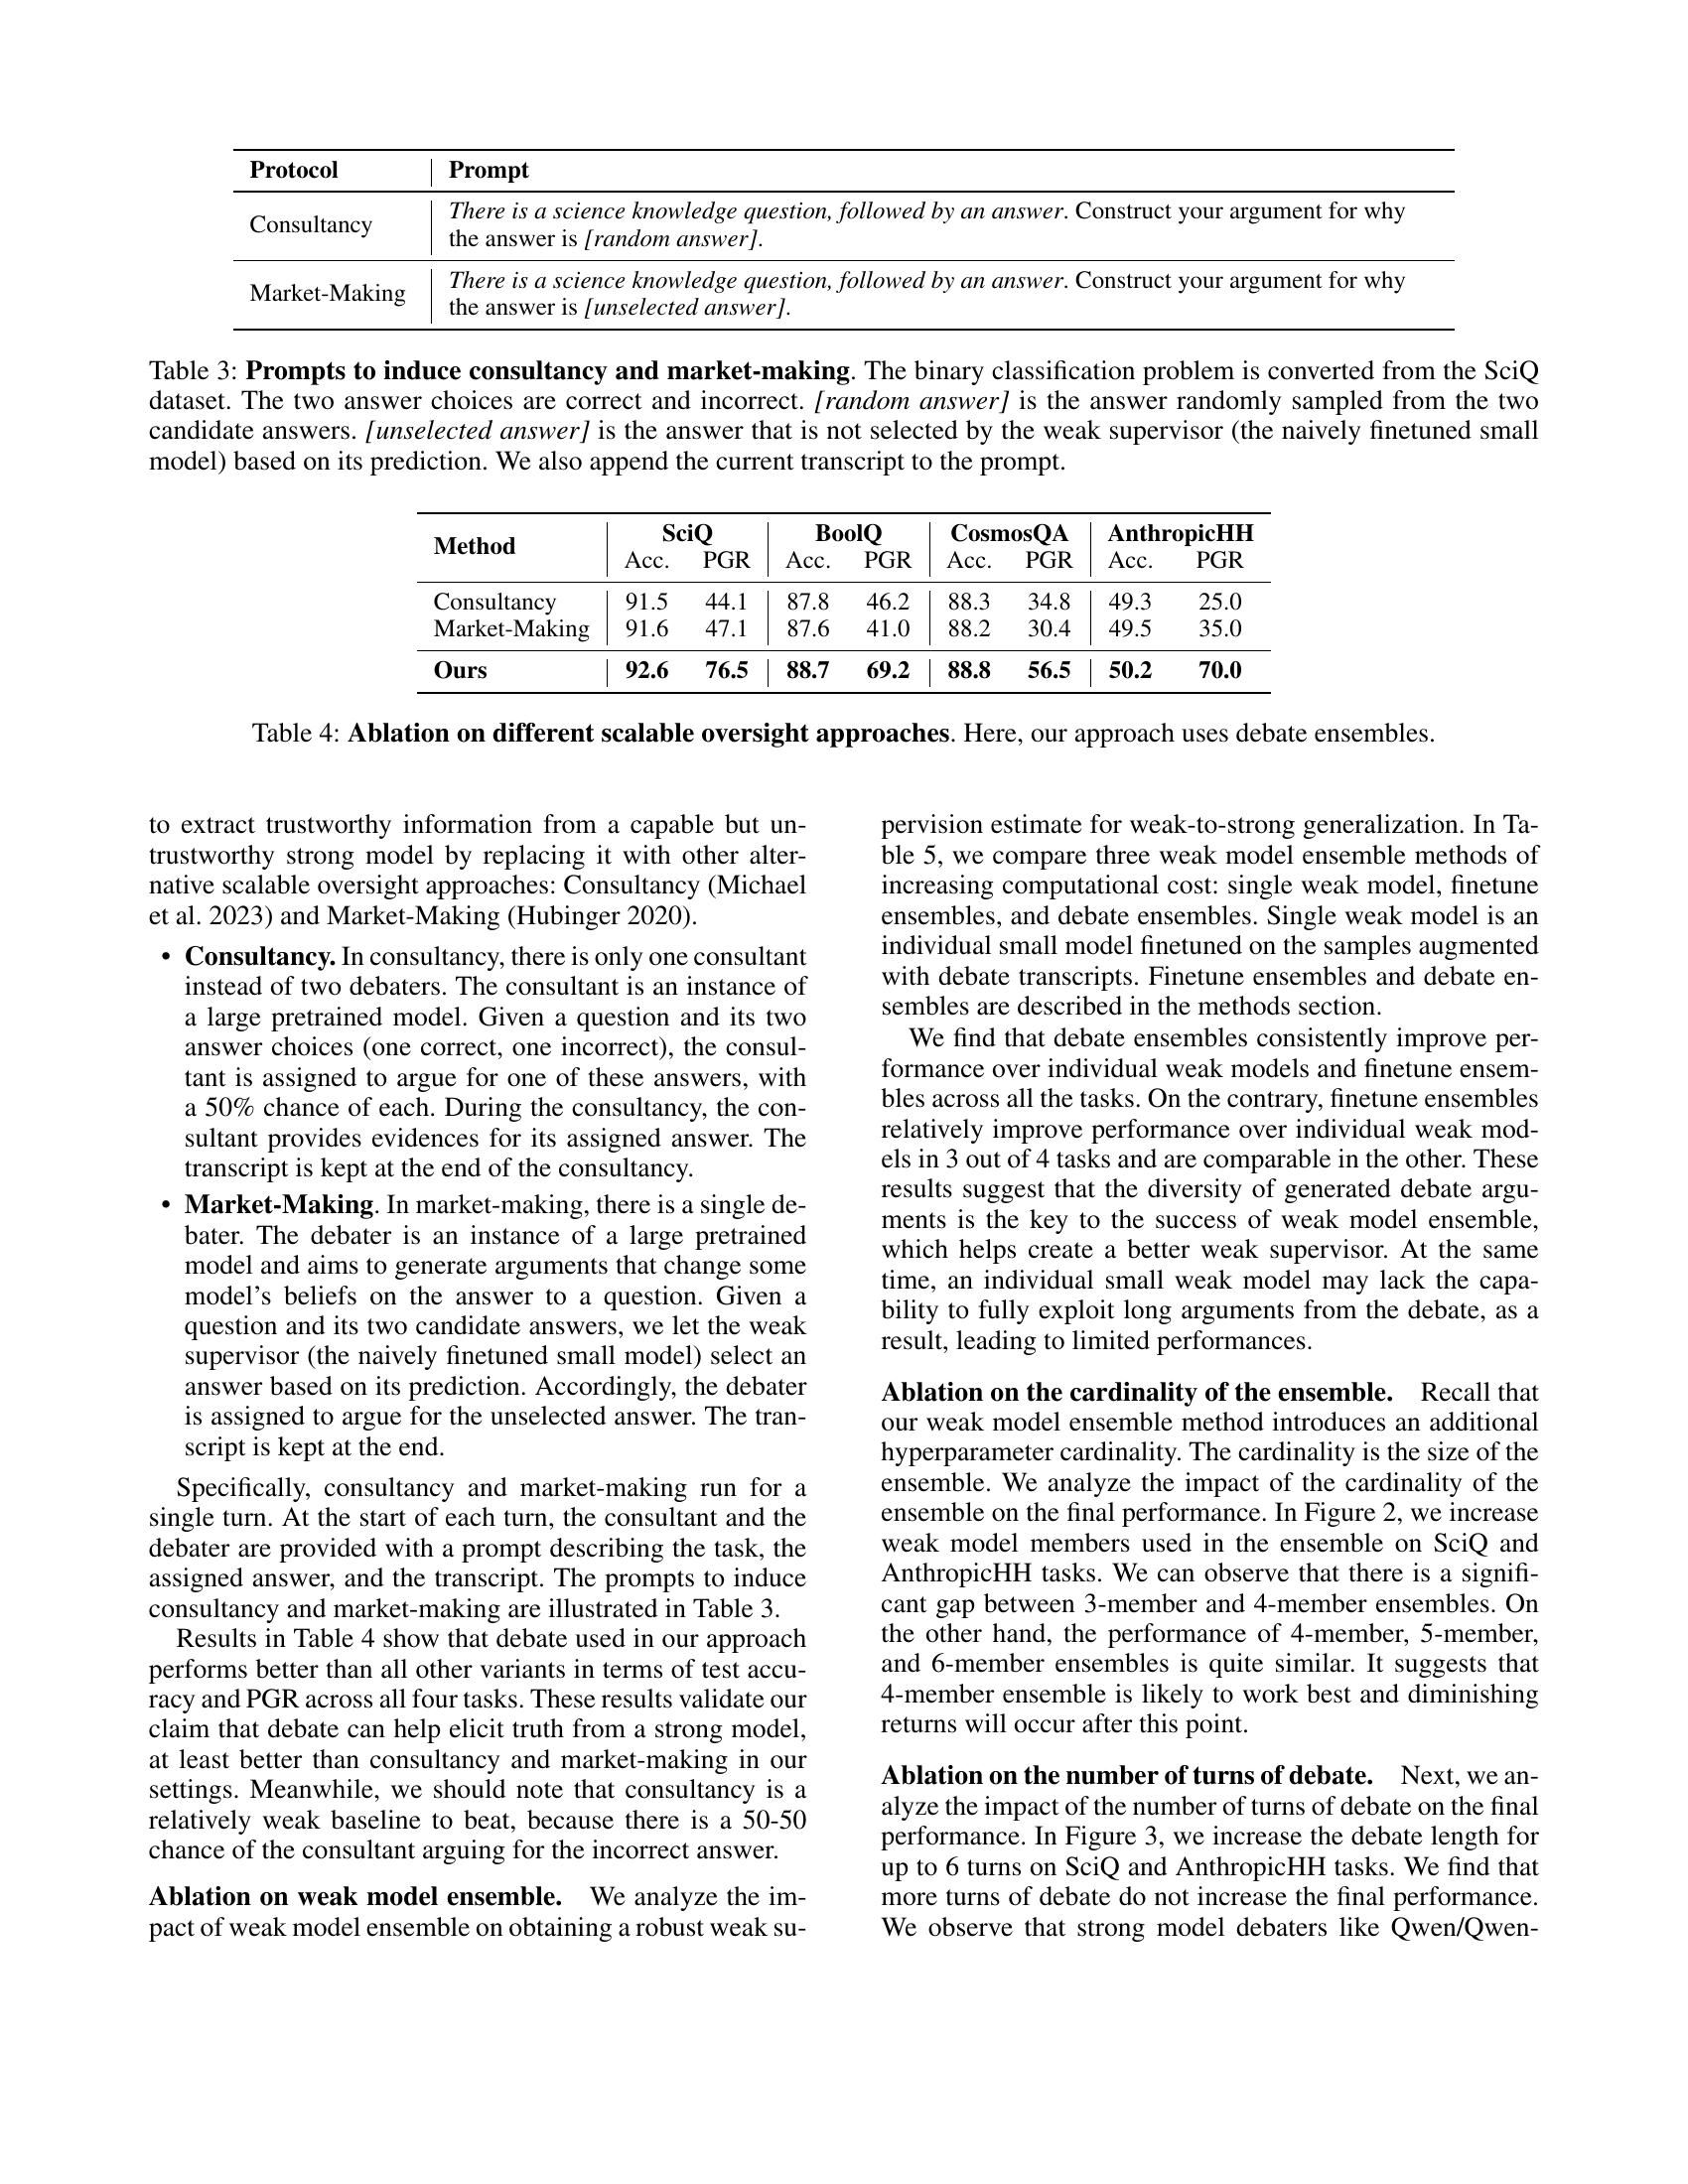 Protocol Prompt
Consultancy There is a science knowledge question, followed by an answer. Construct your argument for why
the answer is [random answer].
Market-Making There is a science knowledge question, followed by an answer. Construct your argument for why
the answer is [unselected answer].
Table 3: Prompts to induce consultancy and market-making. The binary classification problem is converted from the SciQ
dataset. The two answer choices are correct and incorrect. [random answer] is the answer randomly sampled from the two
candidate answers. [unselected answer] is the answer that is not selected by the weak supervisor (the naively finetuned small
model) based on its prediction. We also append the current transcript to the prompt.
Method SciQ BoolQ CosmosQA AnthropicHH
Acc. PGR Acc. PGR Acc. PGR Acc. PGR
Consultancy 91.5 44.1 87.8 46.2 88.3 34.8 49.3 25.0
Market-Making 91.6 47.1 87.6 41.0 88.2 30.4 49.5 35.0
Ours 92.6 76.5 88.7 69.2 88.8 56.5 50.2 70.0
Table 4: Ablation on different scalable oversight approaches. Here, our approach uses debate ensembles.
to extract trustworthy information from a capable but un-
trustworthy strong model by replacing it with other alter-
native scalable oversight approaches: Consultancy (Michael
et al. 2023) and Market-Making (Hubinger 2020).
• Consultancy. In consultancy, there is only one consultant
instead of two debaters. The consultant is an instance of
a large pretrained model. Given a question and its two
answer choices (one correct, one incorrect), the consul-
tant is assigned to argue for one of these answers, with
a 50% chance of each. During the consultancy, the con-
sultant provides evidences for its assigned answer. The
transcript is kept at the end of the consultancy.
• Market-Making. In market-making, there is a single de-
bater. The debater is an instance of a large pretrained
model and aims to generate arguments that change some
model's beliefs on the answer to a question. Given a
question and its two candidate answers, we let the weak
supervisor (the naively finetuned small model) select an
answer based on its prediction. Accordingly, the debater
is assigned to argue for the unselected answer. The tran-
script is kept at the end.
Specifically, consultancy and market-making run for a
single turn. At the start of each turn, the consultant and the
debater are provided with a prompt describing the task, the
assigned answer, and the transcript. The prompts to induce
consultancy and market-making are illustrated in Table 3.
Results in Table 4 show that debate used in our approach
performs better than all other variants in terms of test accu-
racy and PGR across all four tasks. These results validate our
claim that debate can help elicit truth from a strong model,
at least better than consultancy and market-making in our
settings. Meanwhile, we should note that consultancy is a
relatively weak baseline to beat, because there is a 50-50
chance of the consultant arguing for the incorrect answer.
Ablation on weak model ensemble. We analyze the im-
pact of weak model ensemble on obtaining a robust weak su-
pervision estimate for weak-to-strong generalization. In Ta-
ble 5, we compare three weak model ensemble methods of
increasing computational cost: single weak model, finetune
ensembles, and debate ensembles. Single weak model is an
individual small model finetuned on the samples augmented
with debate transcripts. Finetune ensembles and debate en-
sembles are described in the methods section.
We find that debate ensembles consistently improve per-
formance over individual weak models and finetune ensem-
bles across all the tasks. On the contrary, finetune ensembles
relatively improve performance over individual weak mod-
els in 3 out of 4 tasks and are comparable in the other. These
results suggest that the diversity of generated debate argu-
ments is the key to the success of weak model ensemble,
which helps create a better weak supervisor. At the same
time, an individual small weak model may lack the capa-
bility to fully exploit long arguments from the debate, as a
result, leading to limited performances.
Ablation on the cardinality of the ensemble. Recall that
our weak model ensemble method introduces an additional
hyperparameter cardinality. The cardinality is the size of the
ensemble. We analyze the impact of the cardinality of the
ensemble on the final performance. In Figure 2, we increase
weak model members used in the ensemble on SciQ and
AnthropicHH tasks. We can observe that there is a signifi-
cant gap between 3-member and 4-member ensembles. On
the other hand, the performance of 4-member, 5-member,
and 6-member ensembles is quite similar. It suggests that
4-member ensemble is likely to work best and diminishing
returns will occur after this point.
Ablation on the number of turns of debate. Next, we an-
alyze the impact of the number of turns of debate on the final
performance. In Figure 3, we increase the debate length for
up to 6 turns on SciQ and AnthropicHH tasks. We find that
more turns of debate do not increase the final performance.
We observe that strong model debaters like Qwen/Qwen-